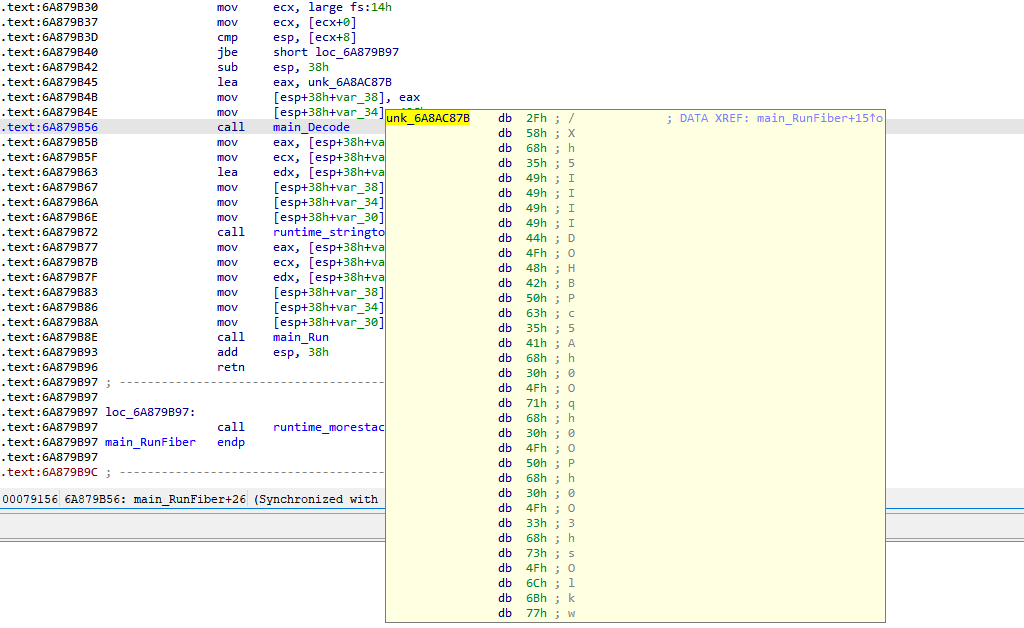 .text:6A879B30 mov ecx, large fs:14h
.text:6A879B37 mov ecx, [ecx+0]
.text:6A879B3D cmp esp, [ecx+8]
.text:6A879B40 jbe short loc_6A879B97
.text:6A879B42 sub esp, 38h
.text:6A879B45 lea eax, unk_6A8AC87B
.text:6A879B4B mov [esp+38h+var_38], eax
.text:6A879B4E mov [esp+38h+var_34]
.text:6A879B56 call main_Decode
.text:6A879B5B mov eax, [esp+38h+va
.text:6A879B5F mov ecx, [esp+38h+va
.text:6A879B63 lea edx, [esp+38h+va
.text:6A879B67 mov [esp+38h+var_38]
.text:6A879B6A mov [esp+38h+var_34]
.text:6A879B6E mov [esp+38h+var_30]
.text:6A879B72 call runtime_stringto
.text:6A879B77 mov eax, [esp+38h+va
.text:6A879B7B mov ecx, [esp+38h+va
.text:6A879B7F mov edx, [esp+38h+va
.text:6A879B83 mov [esp+38h+var_38]
.text:6A879B86 mov [esp+38h+var_34]
.text:6A879B8A mov [esp+38h+var_30]
.text:6A879B8E call main_Run
.text:6A879B93 add esp, 38h
.text:6A879B96 retn
.text:6A879B97 ; ---------------------------------------
.text:6A879B97
.text:6A879B97 loc_6A879B97:
.text:6A879B97 call runtime_morestac
.text:6A879B97 main_RunFiber endp
.text:6A879B97
.text:6A879B9C ; ---------------------------------------
00079156 6A879B56: main_RunFiber+26 (Synchronized with
unk_6A8AC87B db 2Fh ; / ; DATA XREF: main_RunFiber+15↑o
db 58h ; X
db 68h ; h
db 35h ; 5
db 49h ; I
db 49h ; I
db 49h ; I
db 49h ; I
db 44h ; D
db 4Fh ; O
db 48h ; H
db 42h ; B
db 50h ; P
db 63h ; c
db 35h ; 5
db 41h ; A
db 68h ; h
db 30h ; 0
db 4Fh ; O
db 71h ; q
db 68h ; h
db 30h ; 0
db 4Fh ; O
db 50h ; P
db 68h ; h
db 30h ; 0
db 4Fh ; O
db 33h ; 3
db 68h ; h
db 73h ; s
db 4Fh ; O
db 6Ch ; l
db 6Bh ; k
db 77h ; w